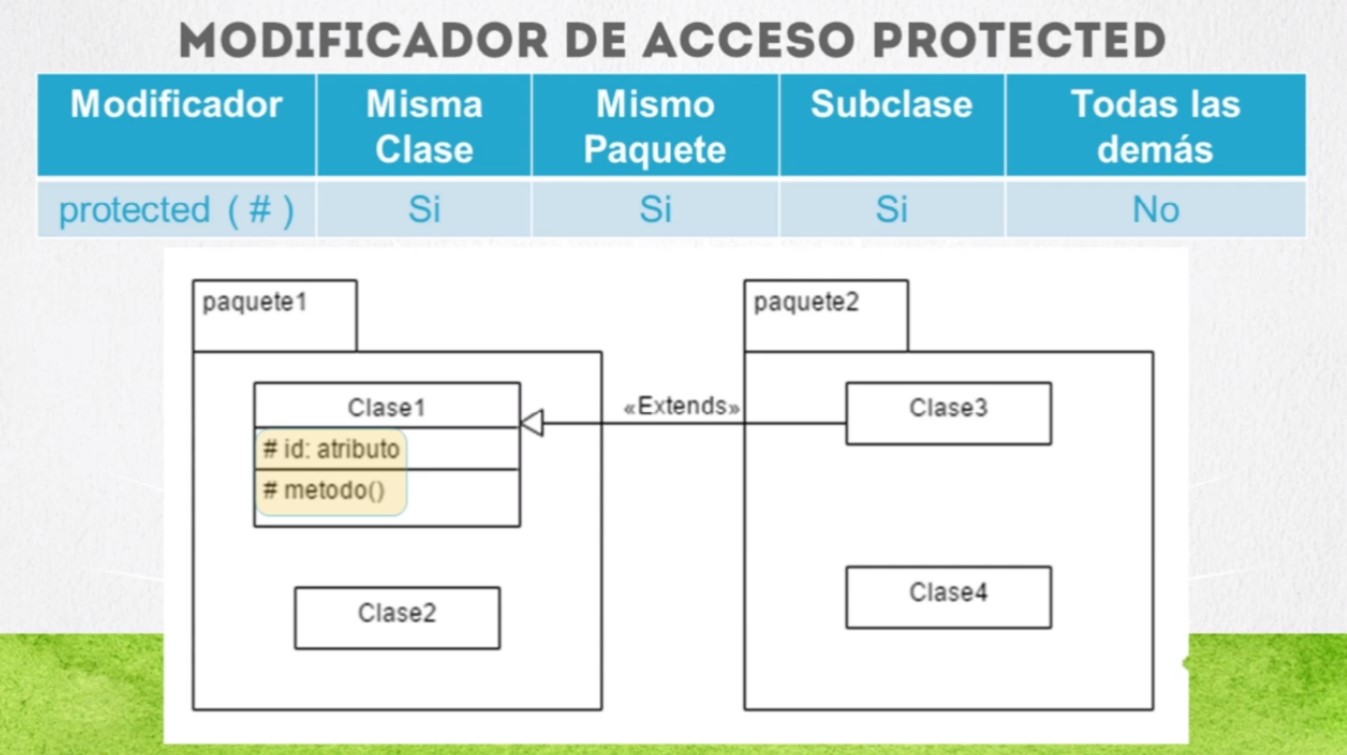 MODIFICADOR DE ACCESO PROTECTED
Modificador
Misma Clase
Mismo Paquete
Subclase
Todas las demás
protected ( # )
Si
Si
Si
No
paquete1
paquete2
Clase1
«Extends»
Clase3
# id: atributo
# metodo()
Clase2
Clase4